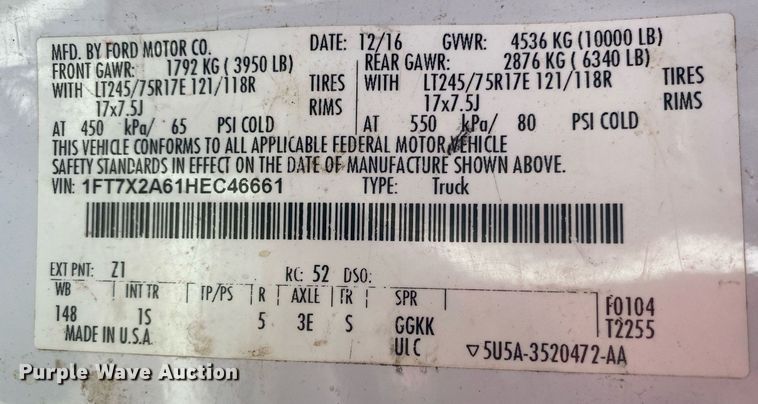 MFD. BY FORD MOTOR CO. DATE: 12/16 GVWR: 4536 KG (10000 LB)
FRONT GAWR: 1792 KG ( 3950 LB) REAR GAWR: 2876 KG ( 6340 LB)
WITH LT245/75R17E 121/118R TIRES WITH LT245/75R17E 121/118R TIRES
17x7.5J RIMS 17x7.5J RIMS
AT 450 kPa/ 65 PSI COLD AT 550 kPa/ 80 PSI COLD
THIS VEHICLE CONFORMS TO ALL APPLICABLE FEDERAL MOTOR VEHICLE
SAFETY STANDARDS IN EFFECT ON THE DATE OF MANUFACTURE SHOWN ABOVE.
VIN: 1FT7X2A61HEC46661 TYPE: Truck
EXT PNT: Z1 RC: 52 DSO:
WB INT TR TP/PS R AXLE TR SPR F0104
148 1S 5 3E S GGKK T2255
MADE IN U.S.A. ULC ▽5U5A-3520472-AA
Purple Wave Auction